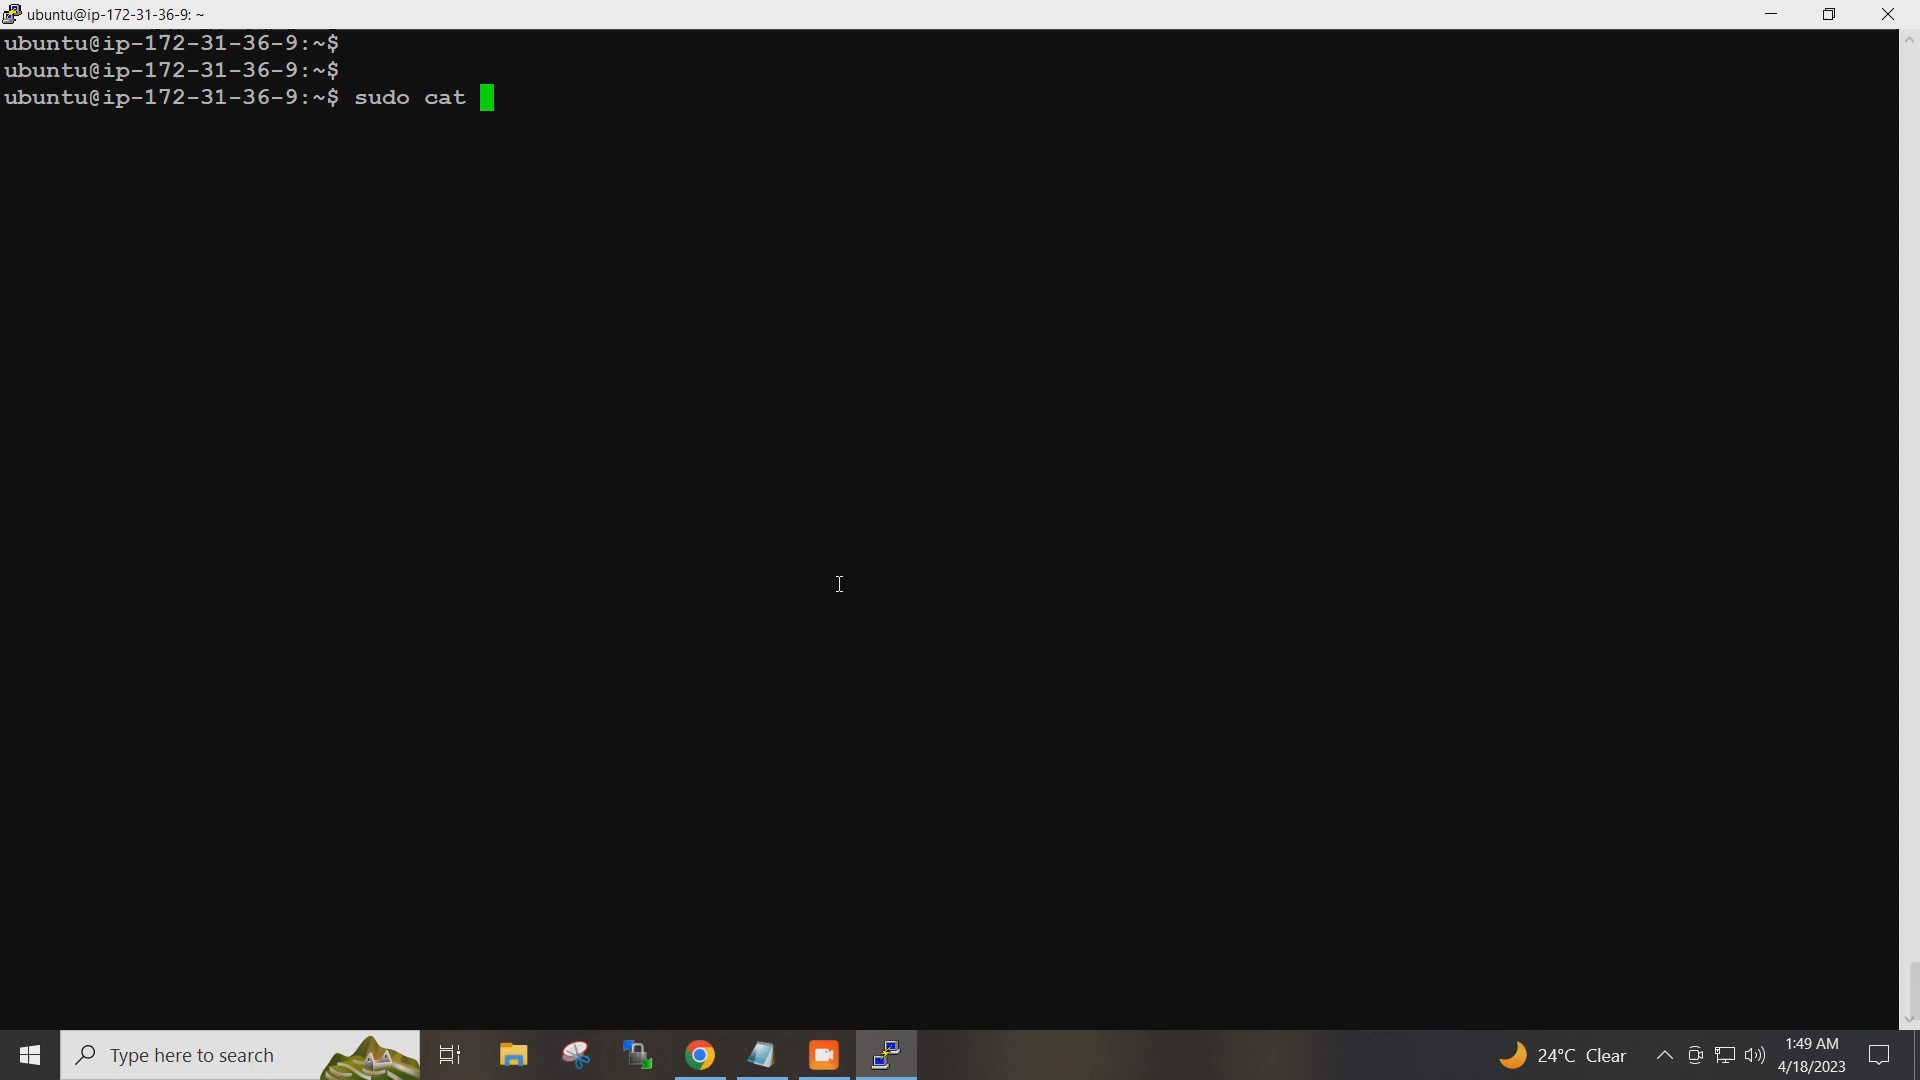 ubuntu@ip-172-31-36-9: ~
ubuntu@ip-172-31-36-9:~$
ubuntu@ip-172-31-36-9:~$
ubuntu@ip-172-31-36-9:~$ sudo cat
Type here to search
24°C Clear
1:49 AM
4/18/2023